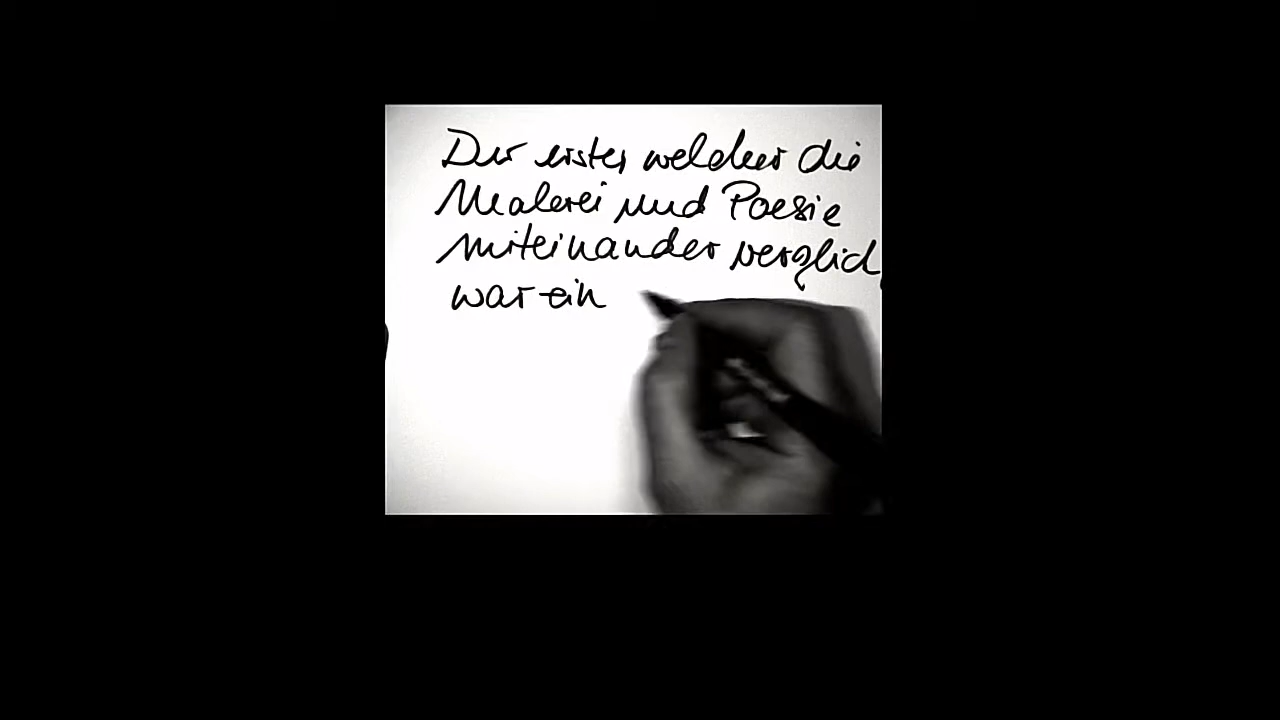 Der erste, welcher die
Malerei und Poesie
miteinander verglich,
war ein